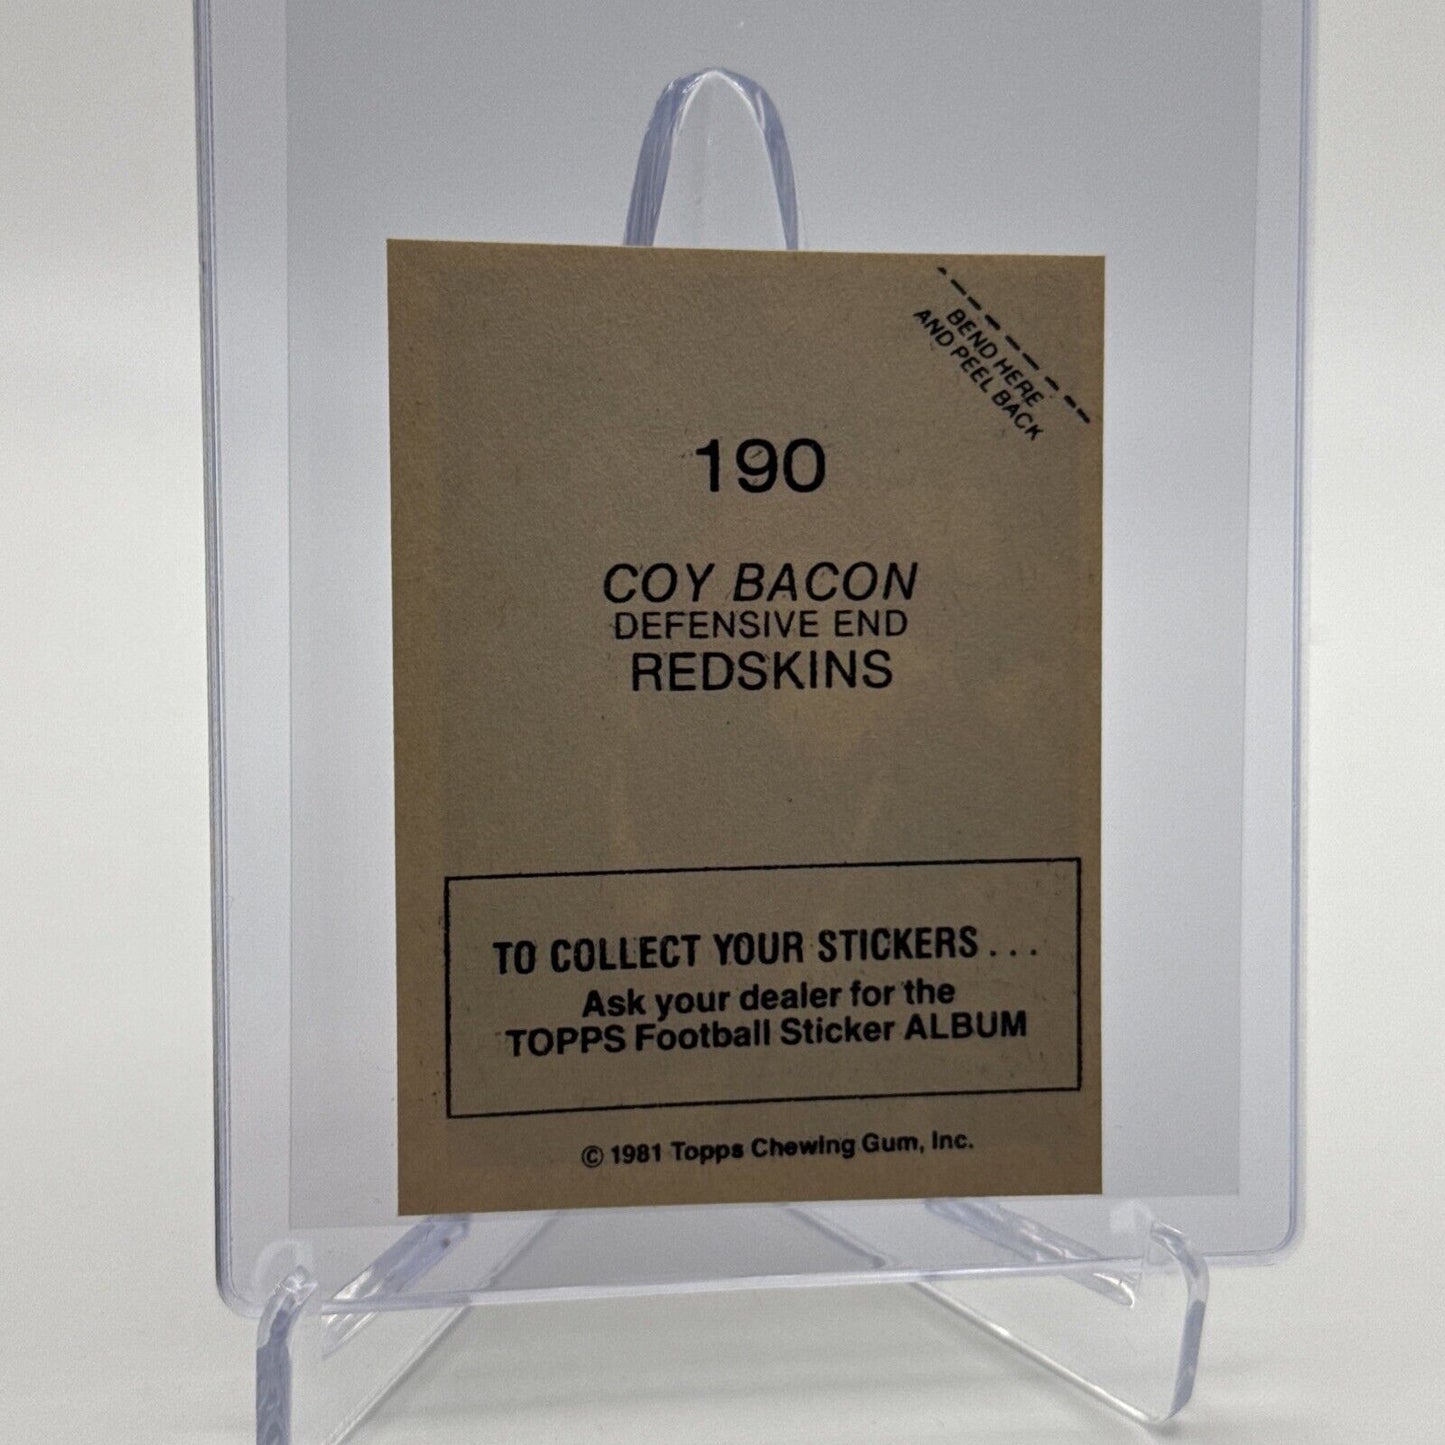 BEND HERE
AND PEEL BACK
190
COY BACON
DEFENSIVE END
REDSKINS
TO COLLECT YOUR STICKERS . . .
Ask your dealer for the
TOPPS Football Sticker ALBUM
© 1981 Topps Chewing Gum, Inc.